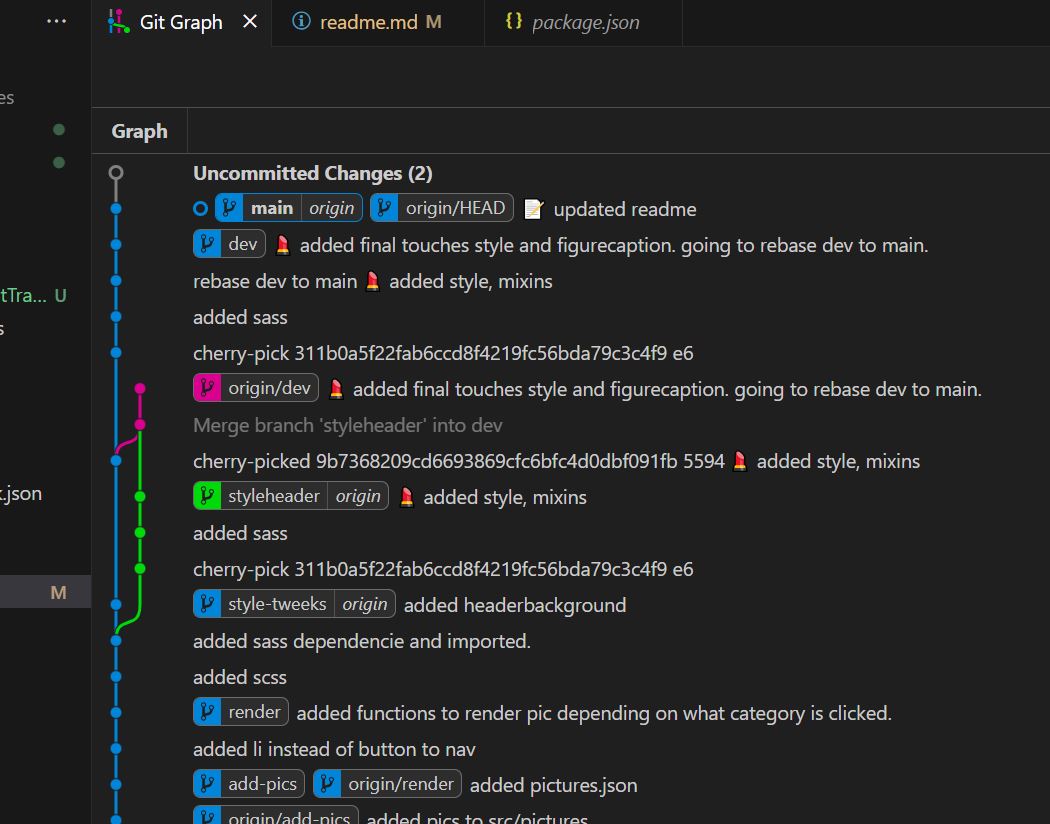 Git Graph
readme.md M
{} package.json
es
Graph
Uncommitted Changes (2)
main origin origin/HEAD 📝 updated readme
dev 💄 added final touches style and figurecaption. going to rebase dev to main.
rebase dev to main 💄 added style, mixins
tTra... U
added sass
s
cherry-pick 311b0a5f22fab6ccd8f4219fc56bda79c3c4f9 e6
origin/dev 💄 added final touches style and figurecaption. going to rebase dev to main.
Merge branch 'styleheader' into dev
cherry-picked 9b7368209cd6693869cfc6bfc4d0dbf091fb 5594 💄 added style, mixins
.json
styleheader origin 💄 added style, mixins
added sass
cherry-pick 311b0a5f22fab6ccd8f4219fc56bda79c3c4f9 e6
M
style-tweeks origin added headerbackground
added sass dependencie and imported.
added scss
render added functions to render pic depending on what category is clicked.
added li instead of button to nav
add-pics origin/render added pictures.json
origin/add-pics added pics to src/pictures